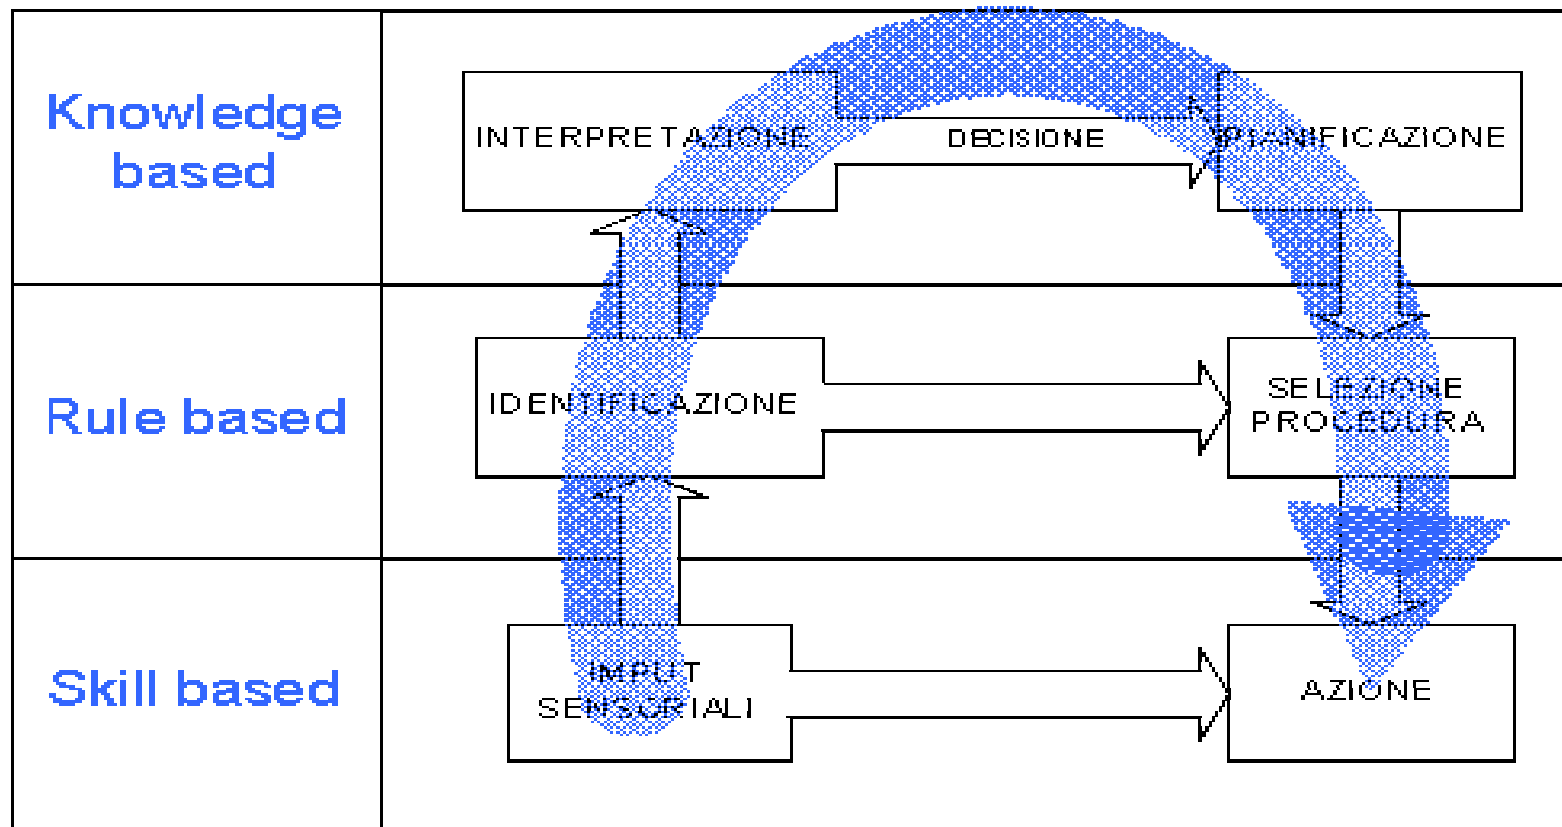 Knowledge
based
INTERPRETAZIONE
DECISIONE
PIANIFICAZIONE
Rule based
IDENTIFICAZIONE
SELEZIONE
PROCEDURA
Skill based
IMPUT
SENSORIALI
AZIONE